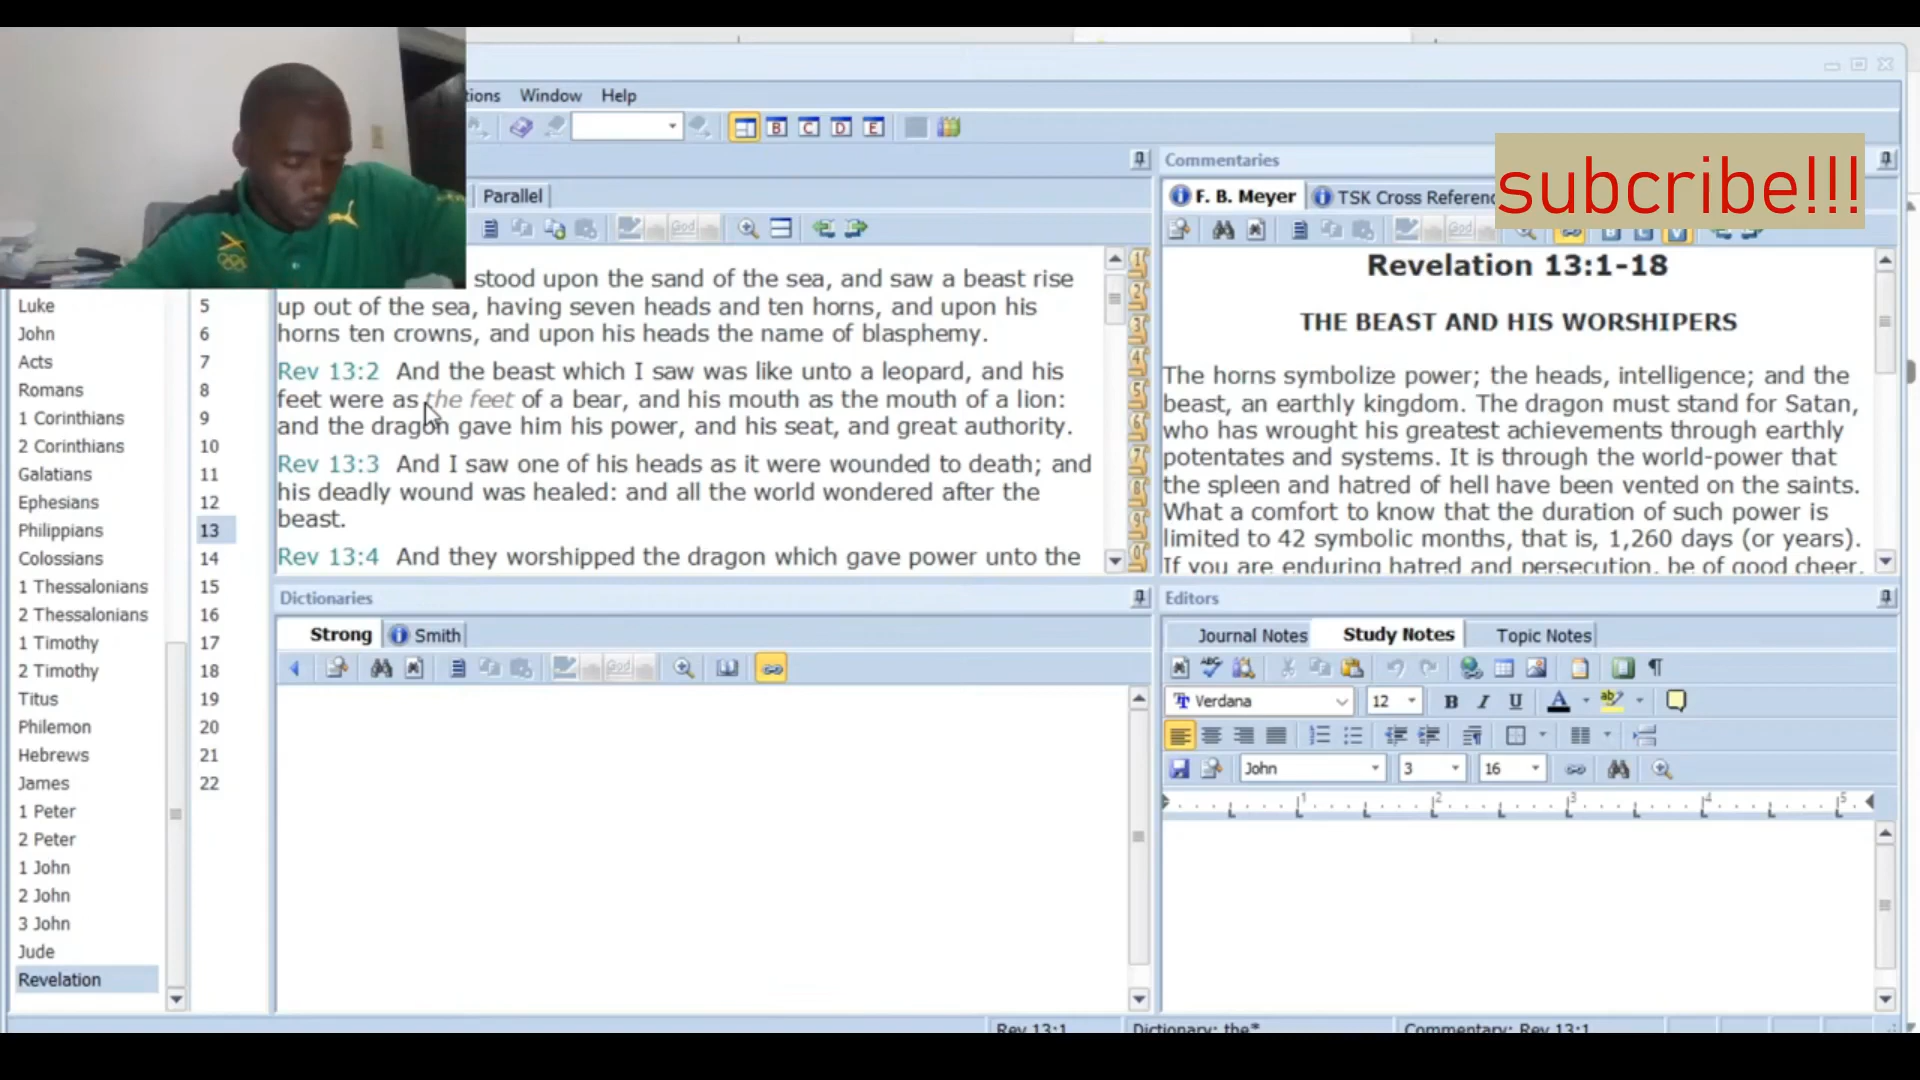 tions Window Help
B C D E
Parallel
Commentaries
subcribe!!!
F. B. Meyer TSK Cross Referenc
stood upon the sand of the sea, and saw a beast rise
up out of the sea, having seven heads and ten horns, and upon his
horns ten crowns, and upon his heads the name of blasphemy.
Rev 13:2 And the beast which I saw was like unto a leopard, and his
feet were as the feet of a bear, and his mouth as the mouth of a lion:
and the dragon gave him his power, and his seat, and great authority.
Rev 13:3 And I saw one of his heads as it were wounded to death; and
his deadly wound was healed: and all the world wondered after the
beast.
Rev 13:4 And they worshipped the dragon which gave power unto the
Revelation 13:1-18
THE BEAST AND HIS WORSHIPERS
The horns symbolize power; the heads, intelligence; and the
beast, an earthly kingdom. The dragon must stand for Satan,
who has wrought his greatest achievements through earthly
potentates and systems. It is through the world-power that
the spleen and hatred of hell have been vented on the saints.
What a comfort to know that the duration of such power is
limited to 42 symbolic months, that is, 1,260 days (or years).
If you are enduring hatred and persecution, be of good cheer.
Luke 5
John 6
Acts 7
Romans 8
1 Corinthians 9
2 Corinthians 10
Galatians 11
Ephesians 12
Philippians 13
Colossians 14
1 Thessalonians 15
2 Thessalonians 16
1 Timothy 17
2 Timothy 18
Titus 19
Philemon 20
Hebrews 21
James 22
1 Peter
2 Peter
1 John
2 John
3 John
Jude
Revelation
Dictionaries
Strong Smith
Editors
Journal Notes Study Notes Topic Notes
Verdana 12 B I U A
John 3 16
1 2 3 4 5
Rev 13:1 Dictionary: the* Commentary: Rev 13:1